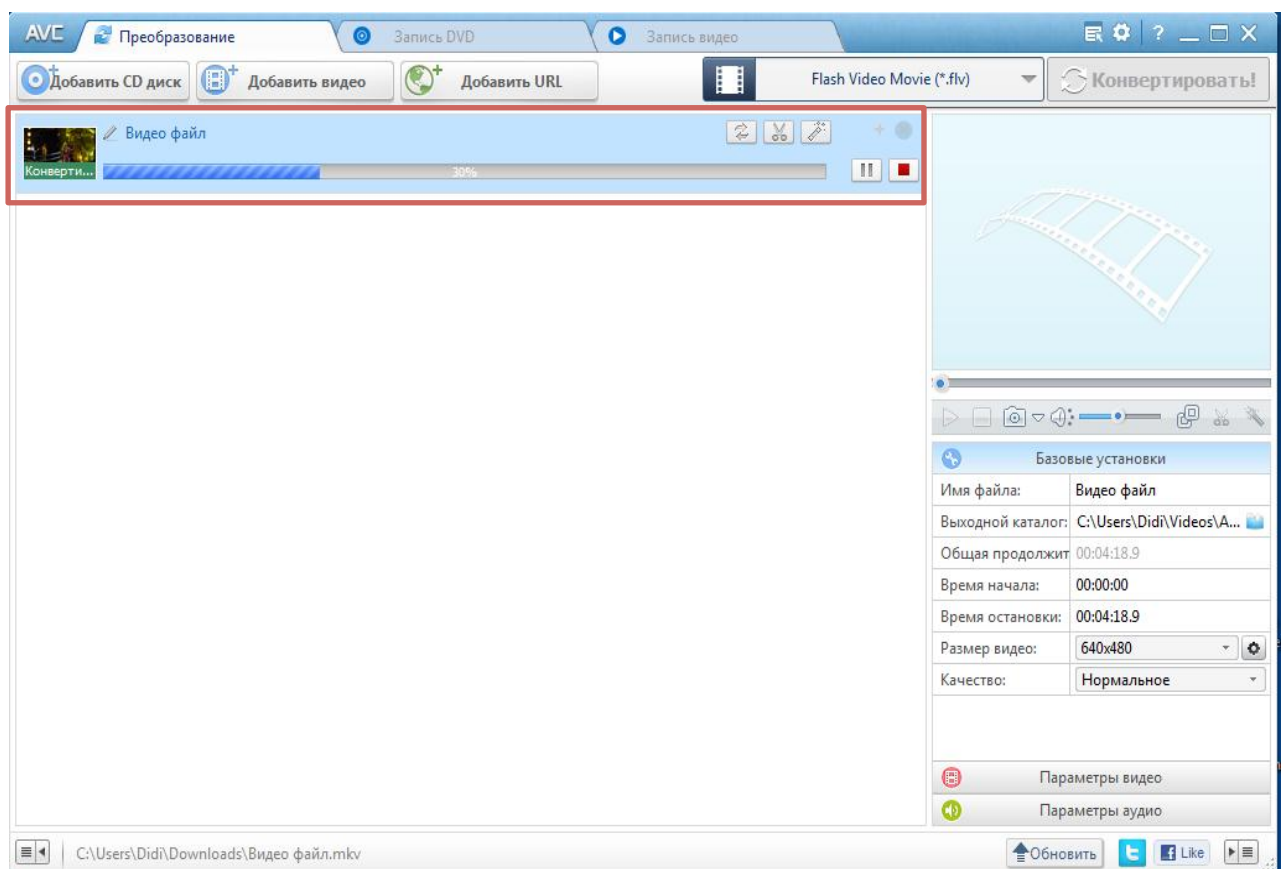 AVC Преобразование Запись DVD Запись видео ?
Добавить CD диск Добавить видео Добавить URL Flash Video Movie (*.flv) Конвертировать!
Видео файл
Конверти... 30%
Базовые установки
Имя файла: Видео файл
Выходной каталог: C:\Users\Didi\Videos\A...
Общая продолжит 00:04:18.9
Время начала: 00:00:00
Время остановки: 00:04:18.9
Размер видео: 640x480
Качество: Нормальное
Параметры видео
Параметры аудио
C:\Users\Didi\Downloads\Видео файл.mkv Обновить Like